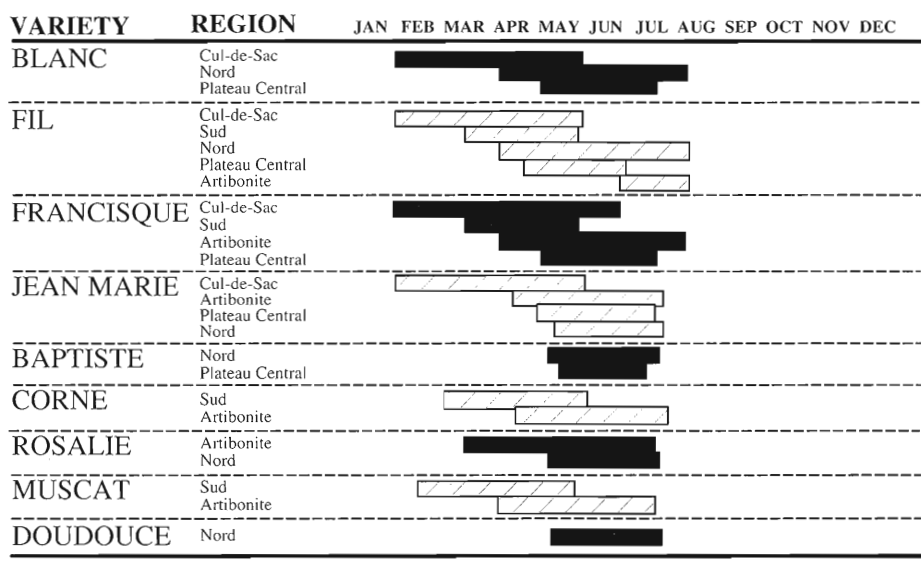 VARIETY REGION JAN FEB MAR APR MAY JUN JUL AUG SEP OCT NOV DEC
BLANC Cul-de-Sac
Nord
Plateau Central
FIL Cul-de-Sac
Sud
Nord
Plateau Central
Artibonite
FRANCISQUE Cul-de-Sac
Sud
Artibonite
Plateau Central
JEAN MARIE Cul-de-Sac
Artibonite
Plateau Central
Nord
BAPTISTE Nord
Plateau Central
CORNE Sud
Artibonite
ROSALIE Artibonite
Nord
MUSCAT Sud
Artibonite
DOUDOUCE Nord